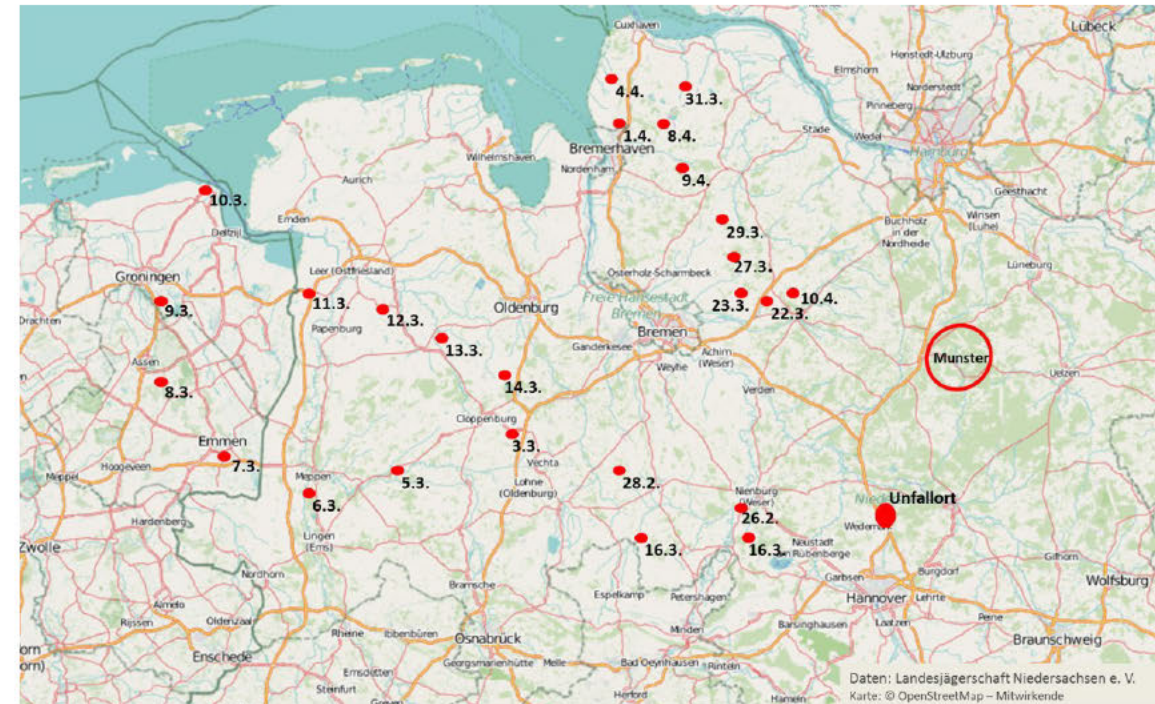 Cuxhaven
Lübeck
Henstedt-Ulzburg
Elmshorn
Norderstedt
4.4.
31.3.
Pinneberg
1.4.
8.4.
Stade
Wedel
Hamburg
Bremerhaven
Wilhelmshaven
Nordenham
9.4.
Aurich
Geesthacht
10.3.
Emden
Buchholz
in der
Nordheide
Winsen
(Luhe)
Delfzijl
29.3.
Leer (Ostfriesland)
Osterholz-Scharmbeck
27.3.
Lüneburg
Groningen
11.3.
Oldenburg
Freie Hansestadt
Bremen
23.3.
10.4.
9.3.
12.3.
22.3.
Drachten
Papenburg
Bremen
13.3.
Ganderkesee
Achim
(Weser)
Weyhe
Munster
Assen
Uelzen
8.3.
14.3.
Verden
Cloppenburg
Emmen
3.3.
Hoogeveen
Meppel
7.3.
Meppen
5.3.
Vechta
Lohne
(Oldenburg)
28.2.
Nienburg
(Weser)
Unfallort
6.3.
26.2.
Hardenberg
Lingen
(Ems)
16.3.
16.3.
Neustadt
am Rübenberge
Zwolle
Gifhorn
Nordhorn
Bramsche
Garbsen
Burgdorf
Wolfsburg
Espelkamp
Petershagen
Hannover
Lehrte
Almelo
Rijssen
Oldenzaal
Rheine
Ibbenbüren
Minden
Barsinghausen
Laatzen
Peine
Osnabrück
Braunschweig
Enschede
Emsdetten
Georgsmarienhütte
Melle
Bad Oeynhausen
Rinteln
Steinfurt
Greven
Herford
Hameln
Daten: Landesjägerschaft Niedersachsen e. V.
Karte: © OpenStreetMap – Mitwirkende